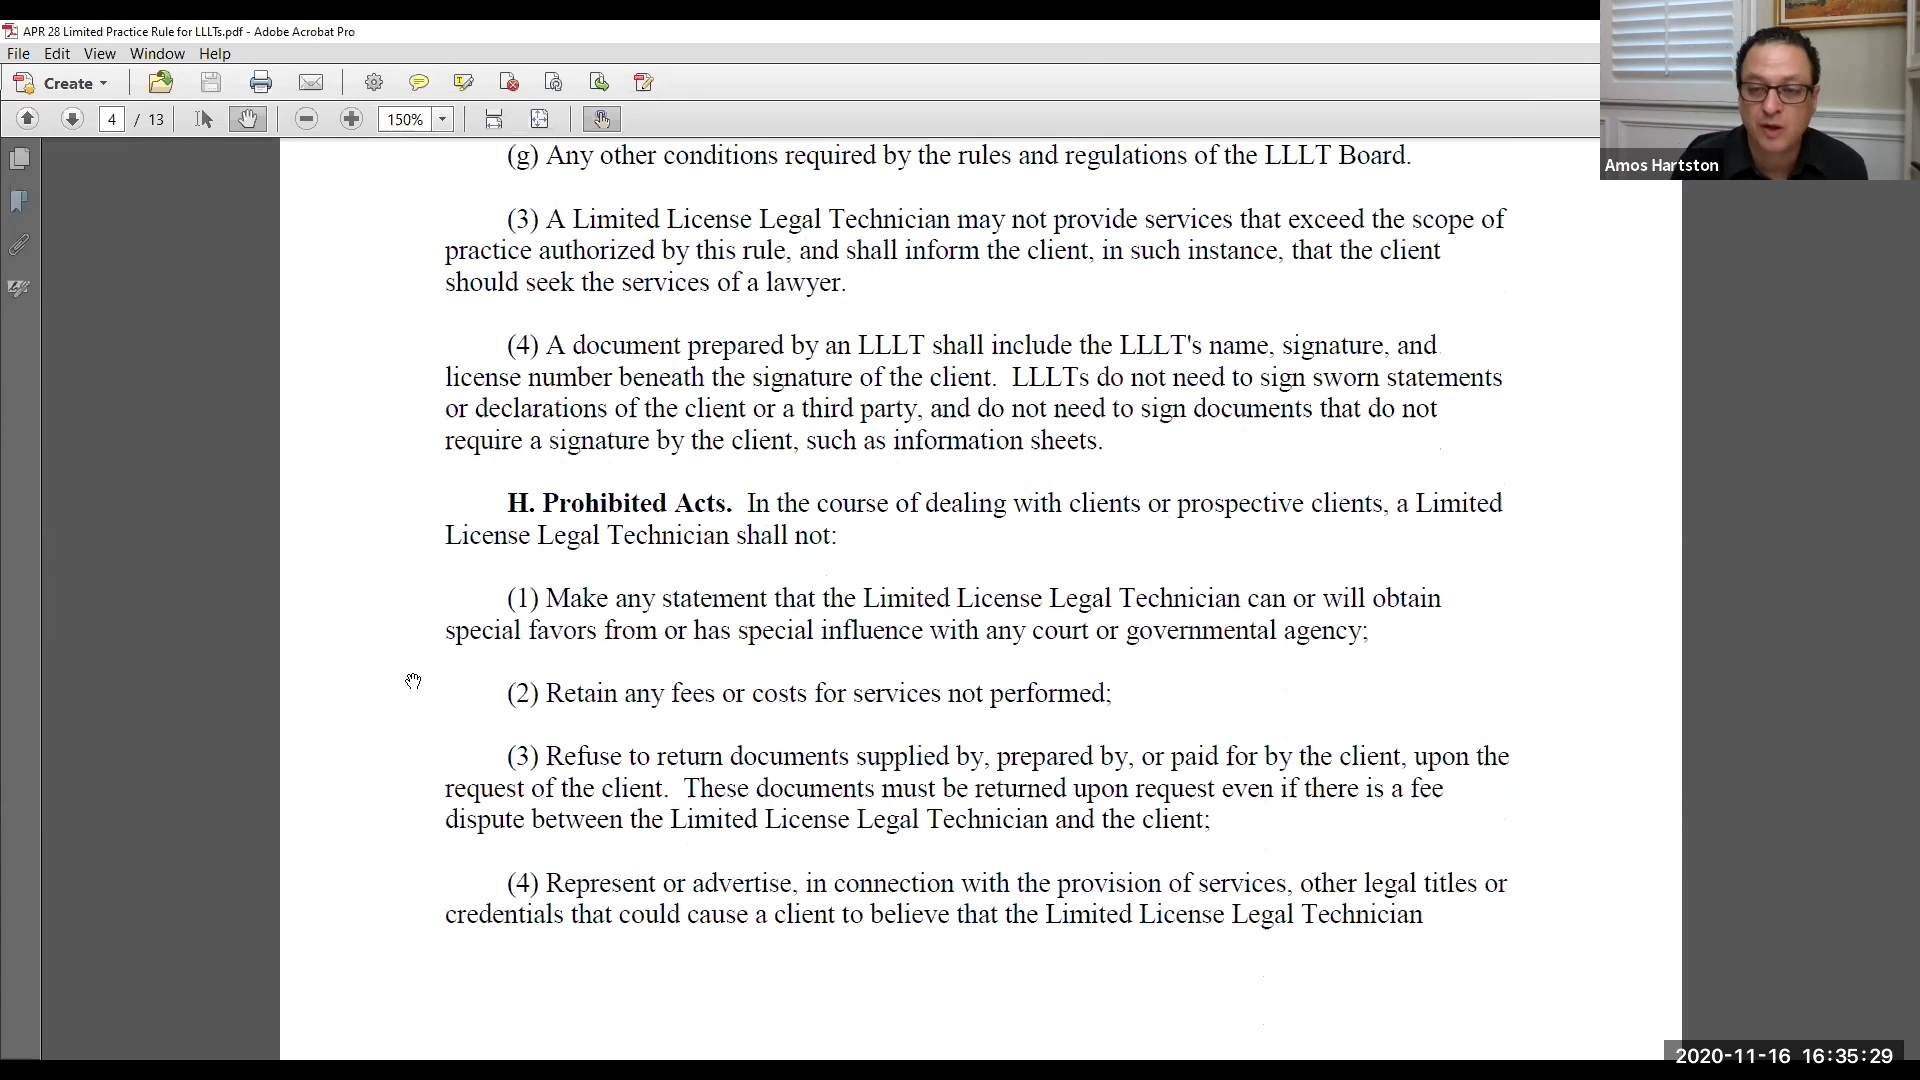 APR 28 Limited Practice Rule for LLLTs.pdf - Adobe Acrobat Pro
File Edit View Window Help
Create
4 / 13 150%
(g) Any other conditions required by the rules and regulations of the LLLT Board.
Amos Hartston
(3) A Limited License Legal Technician may not provide services that exceed the scope of
practice authorized by this rule, and shall inform the client, in such instance, that the client
should seek the services of a lawyer.
(4) A document prepared by an LLLT shall include the LLLT's name, signature, and
license number beneath the signature of the client. LLLTs do not need to sign sworn statements
or declarations of the client or a third party, and do not need to sign documents that do not
require a signature by the client, such as information sheets.
H. Prohibited Acts. In the course of dealing with clients or prospective clients, a Limited
License Legal Technician shall not:
(1) Make any statement that the Limited License Legal Technician can or will obtain
special favors from or has special influence with any court or governmental agency;
(2) Retain any fees or costs for services not performed;
(3) Refuse to return documents supplied by, prepared by, or paid for by the client, upon the
request of the client. These documents must be returned upon request even if there is a fee
dispute between the Limited License Legal Technician and the client;
(4) Represent or advertise, in connection with the provision of services, other legal titles or
credentials that could cause a client to believe that the Limited License Legal Technician
2020-11-16 16:35:29